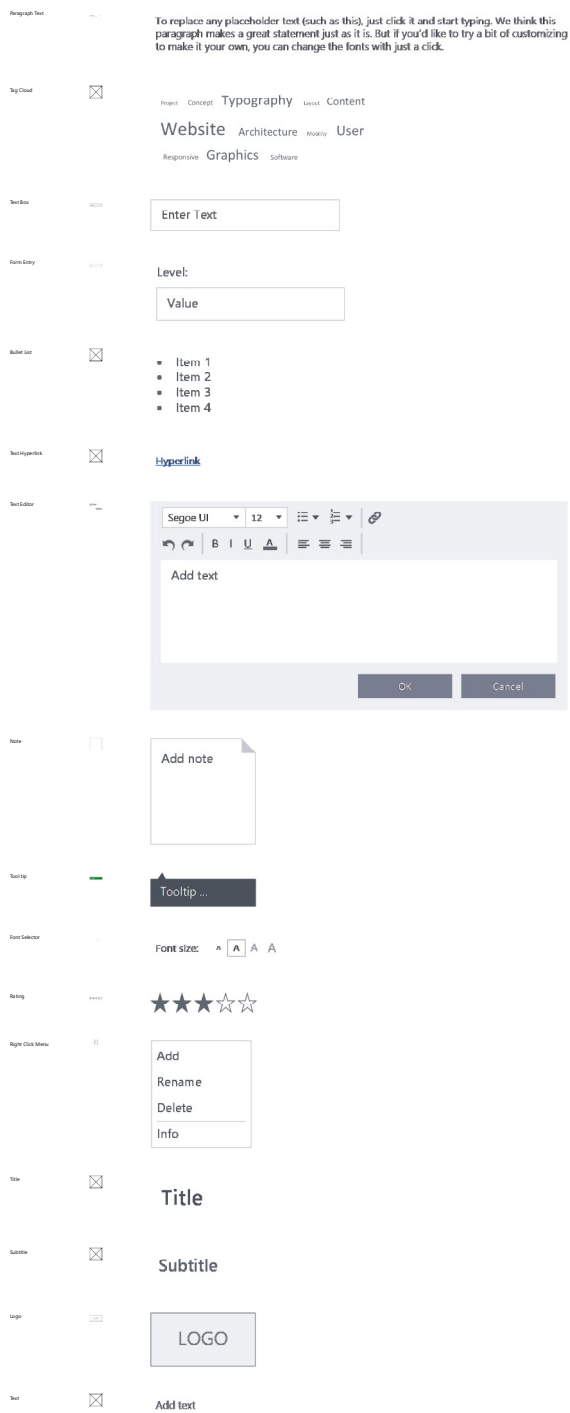 Paragraph Text
To replace any placeholder text (such as this), just click it and start typing. We think this
paragraph makes a great statement just as it is. But if you'd like to try a bit of customizing
to make it your own, you can change the fonts with just a click.
Tag Cloud
Project Concept Typography Layout Content
Website Architecture Mobility User
Responsive Graphics Software
Text Box
Enter Text
Form Entry
Level:
Value
Bullet List
Item 1
Item 2
Item 3
Item 4
Text Hyperlink
Hyperlink
Text Editor
Segoe UI 12
B I U A
Add text
OK Cancel
Note
Add note
Tool tip
Tooltip ...
Font Selector
Font size: A A A A
Rating
Right Click Menu
Add
Rename
Delete
Info
Title
Title
Subtitle
Subtitle
Logo
LOGO
Text
Add text